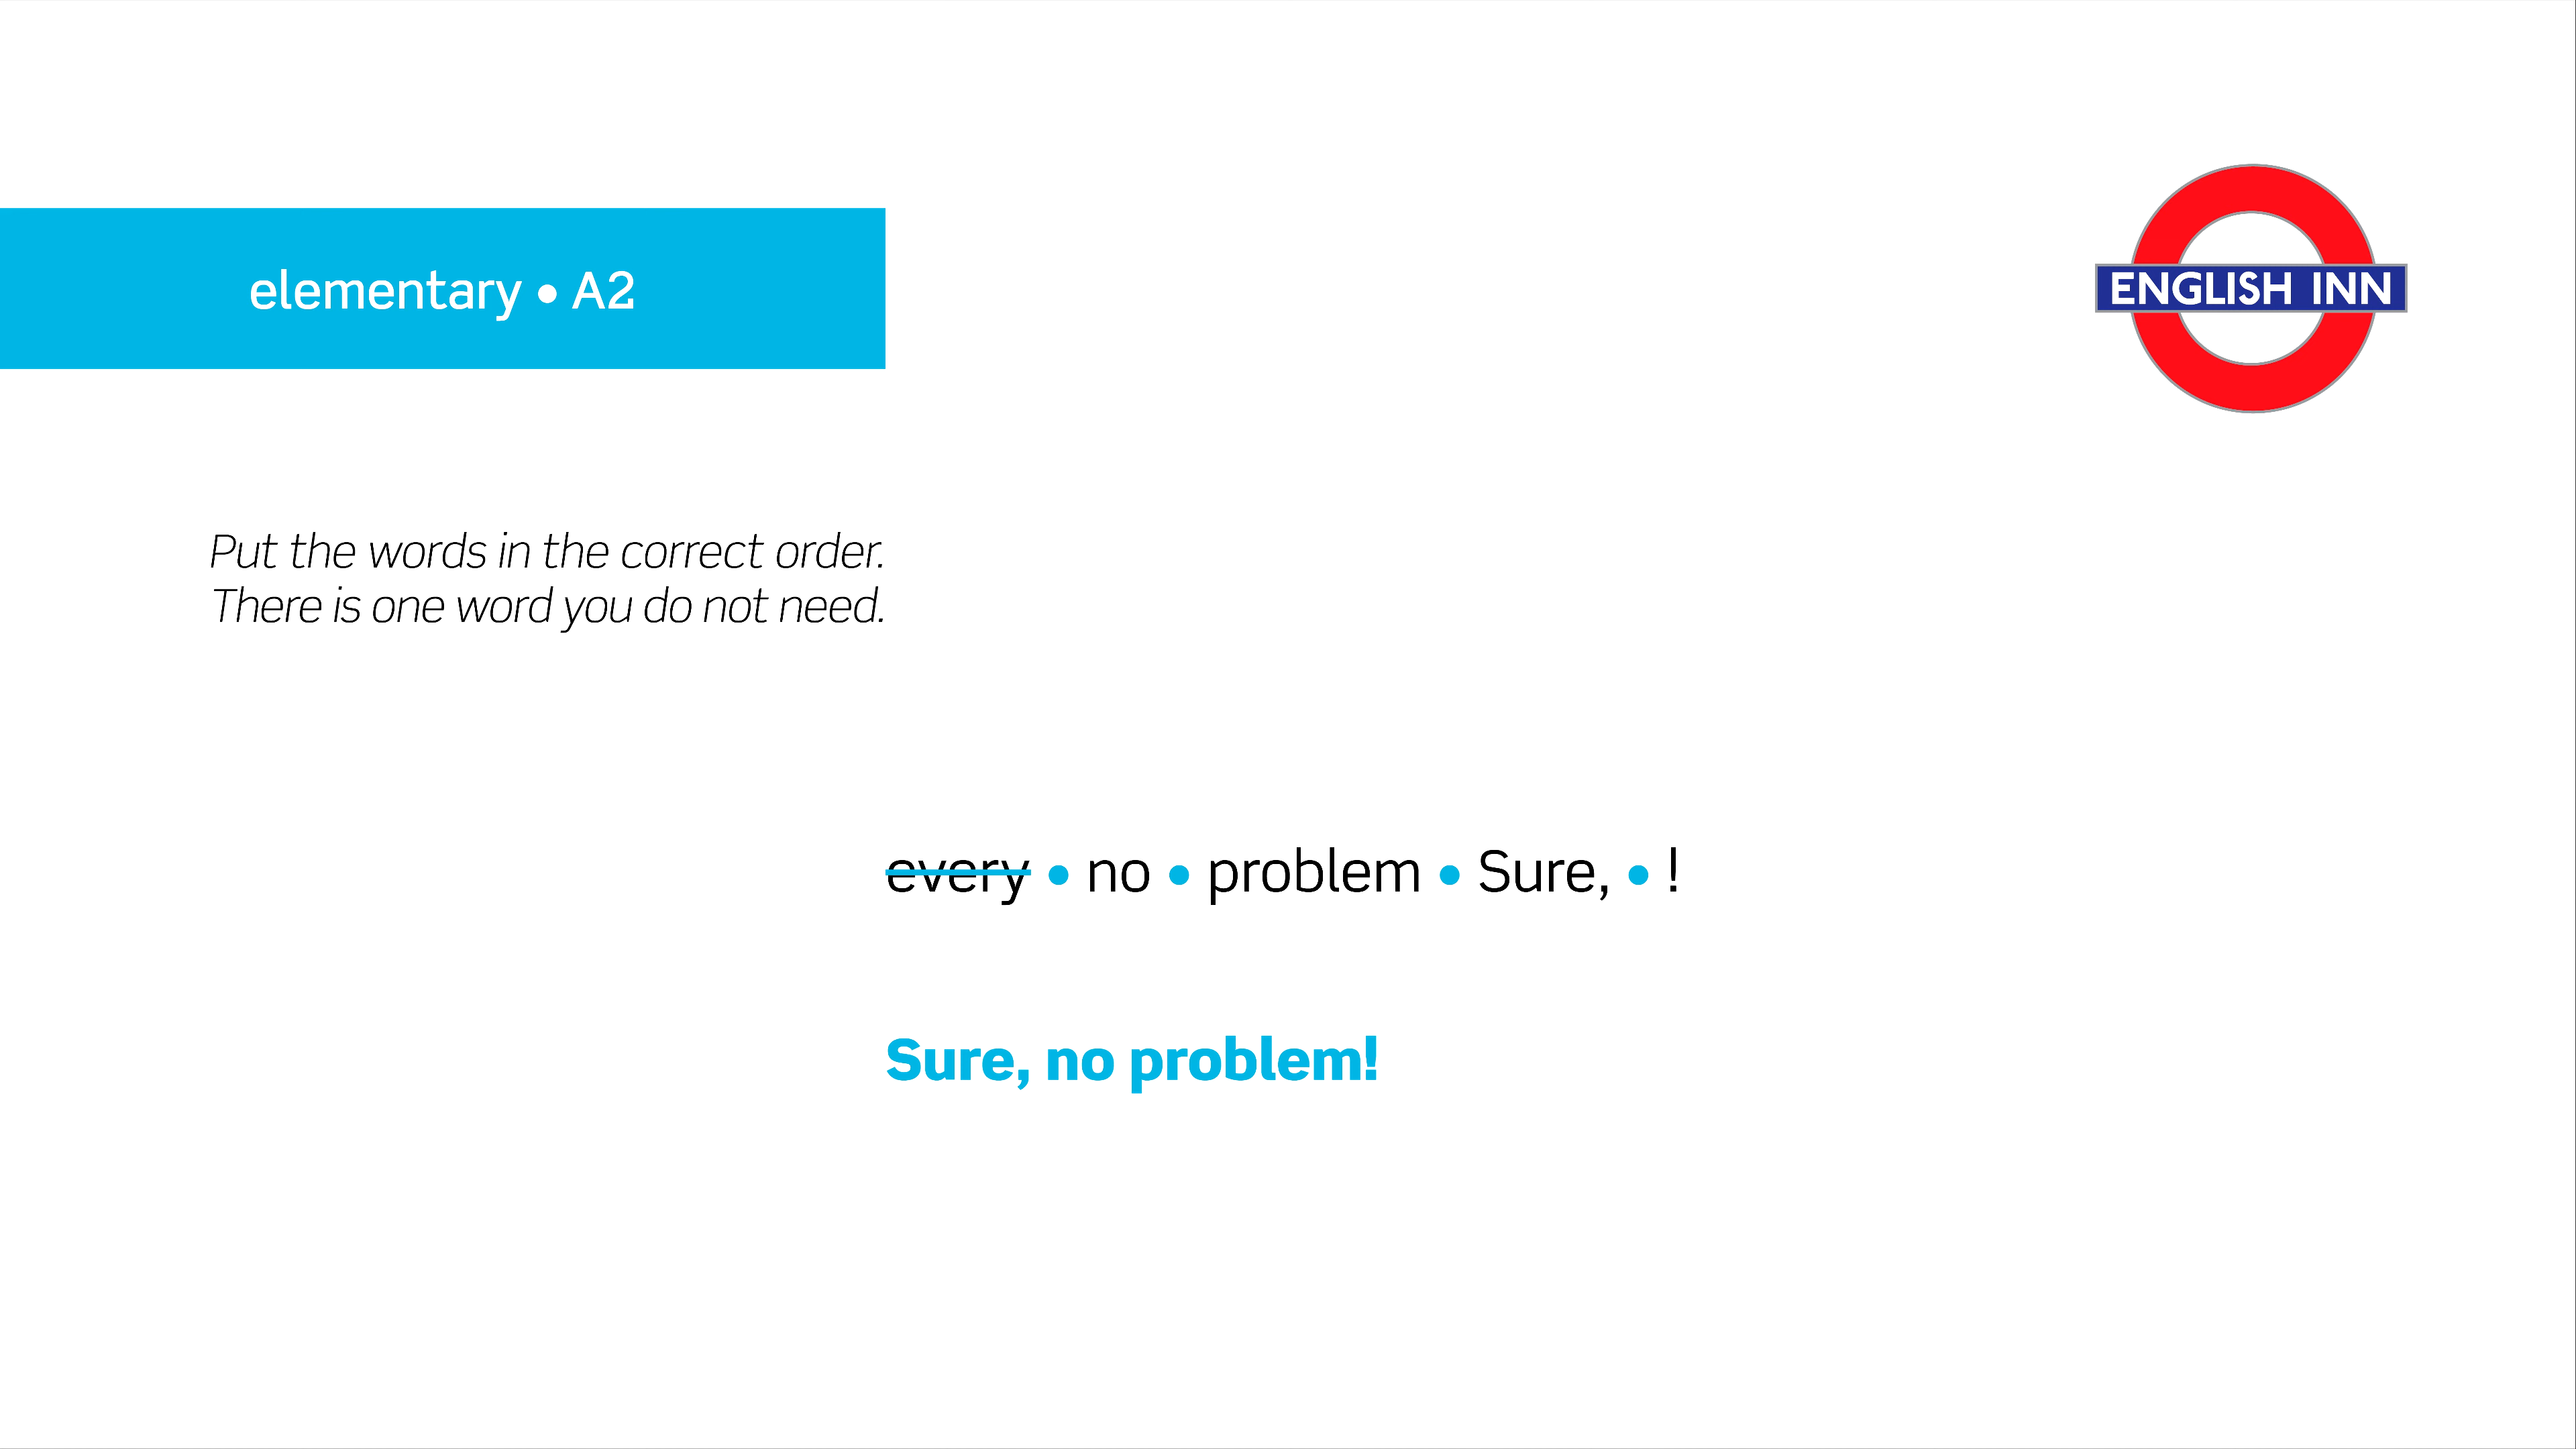 elementary • A2
ENGLISH INN
Put the words in the correct order.
There is one word you do not need.
every • no • problem • Sure, • !
Sure, no problem!